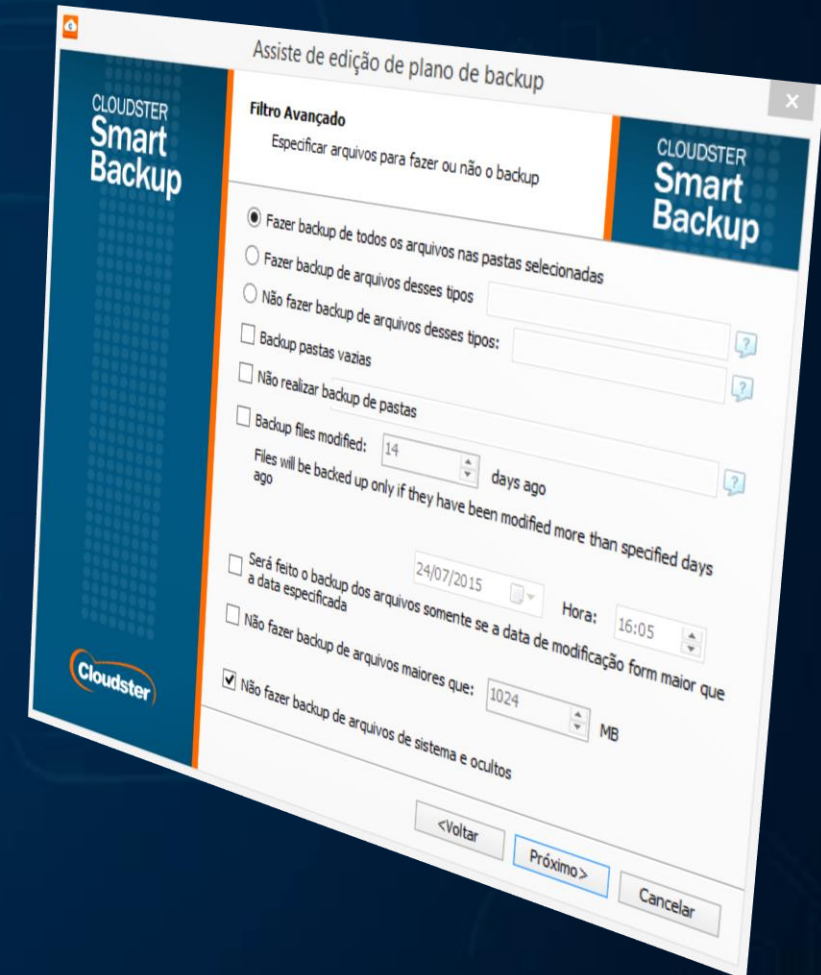 Assiste de edição de plano de backup
CLOUDSTER
Smart
Backup
Filtro Avançado
Especificar arquivos para fazer ou não o backup
CLOUDSTER
Smart
Backup
Fazer backup de todos os arquivos nas pastas selecionadas
Fazer backup de arquivos desses tipos
Não fazer backup de arquivos desses tipos:
Backup pastas vazias
Não realizar backup de pastas
Backup files modified: 14 days ago
Files will be backed up only if they have been modified more than specified days
ago
24/07/2015 Hora: 16:05
Será feito o backup dos arquivos somente se a data de modificação form maior que
a data especificada
Não fazer backup de arquivos maiores que: 1024 MB
Não fazer backup de arquivos de sistema e ocultos
Cloudster
<Voltar Próximo> Cancelar